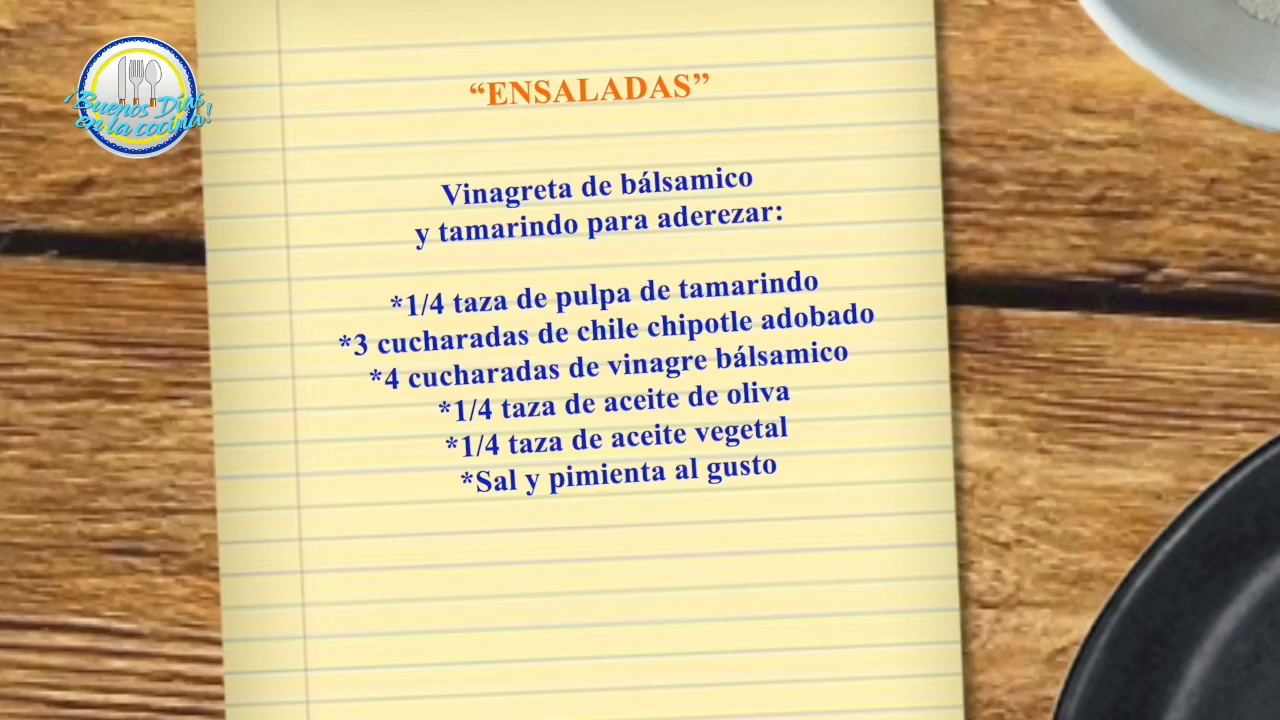 ¡Buenos Días
en la cocina!
“ENSALADAS”
Vinagreta de bálsamico
y tamarindo para aderezar:
*1/4 taza de pulpa de tamarindo
*3 cucharadas de chile chipotle adobado
*4 cucharadas de vinagre bálsamico
*1/4 taza de aceite de oliva
*1/4 taza de aceite vegetal
*Sal y pimienta al gusto